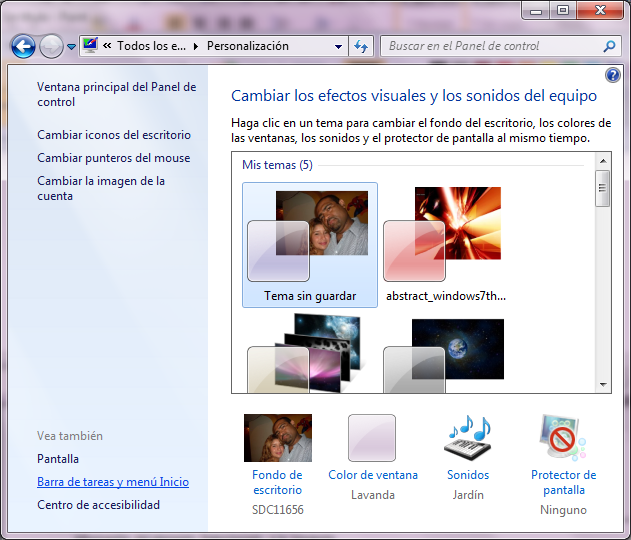 « Todos los e... ▸ Personalización
Buscar en el Panel de control
Ventana principal del Panel de
control
Cambiar iconos del escritorio
Cambiar punteros del mouse
Cambiar la imagen de la
cuenta
Cambiar los efectos visuales y los sonidos del equipo
Haga clic en un tema para cambiar el fondo del escritorio, los colores de
las ventanas, los sonidos y el protector de pantalla al mismo tiempo.
Mis temas (5)
Tema sin guardar
abstract_windows7th...
Fondo de
escritorio
SDC11656
Color de ventana
Lavanda
Sonidos
Jardín
Protector de
pantalla
Ninguno
Vea también
Pantalla
Barra de tareas y menú Inicio
Centro de accesibilidad